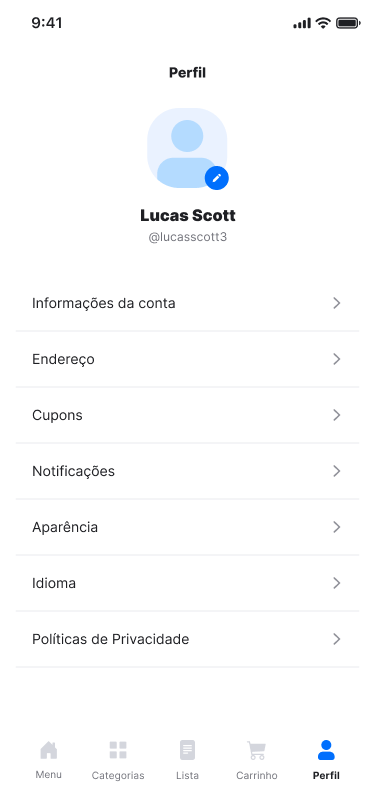 9:41
Perfil
Lucas Scott
@lucasscott3
Informações da conta
Endereço
Cupons
Notificações
Aparência
Idioma
Políticas de Privacidade
Menu Categorias Lista Carrinho Perfil